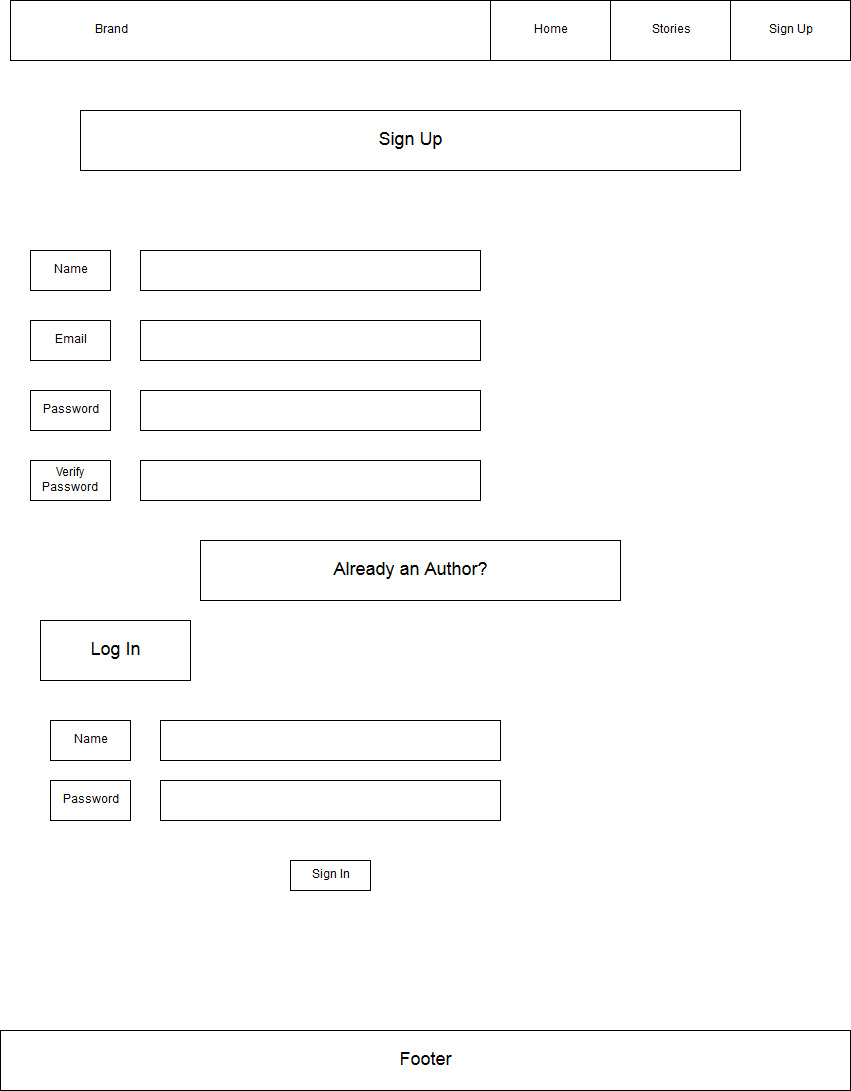 Brand
Home
Stories
Sign Up
Sign Up
Name
Email
Password
Verify
Password
Already an Author?
Log In
Name
Password
Sign In
Footer